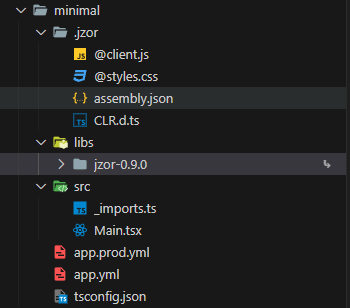 minimal
.jzor
JS @client.js
@styles.css
{..} assembly.json
TS CLR.d.ts
libs
jzor-0.9.0
src
TS _imports.ts
Main.tsx
app.prod.yml
app.yml
TS tsconfig.json